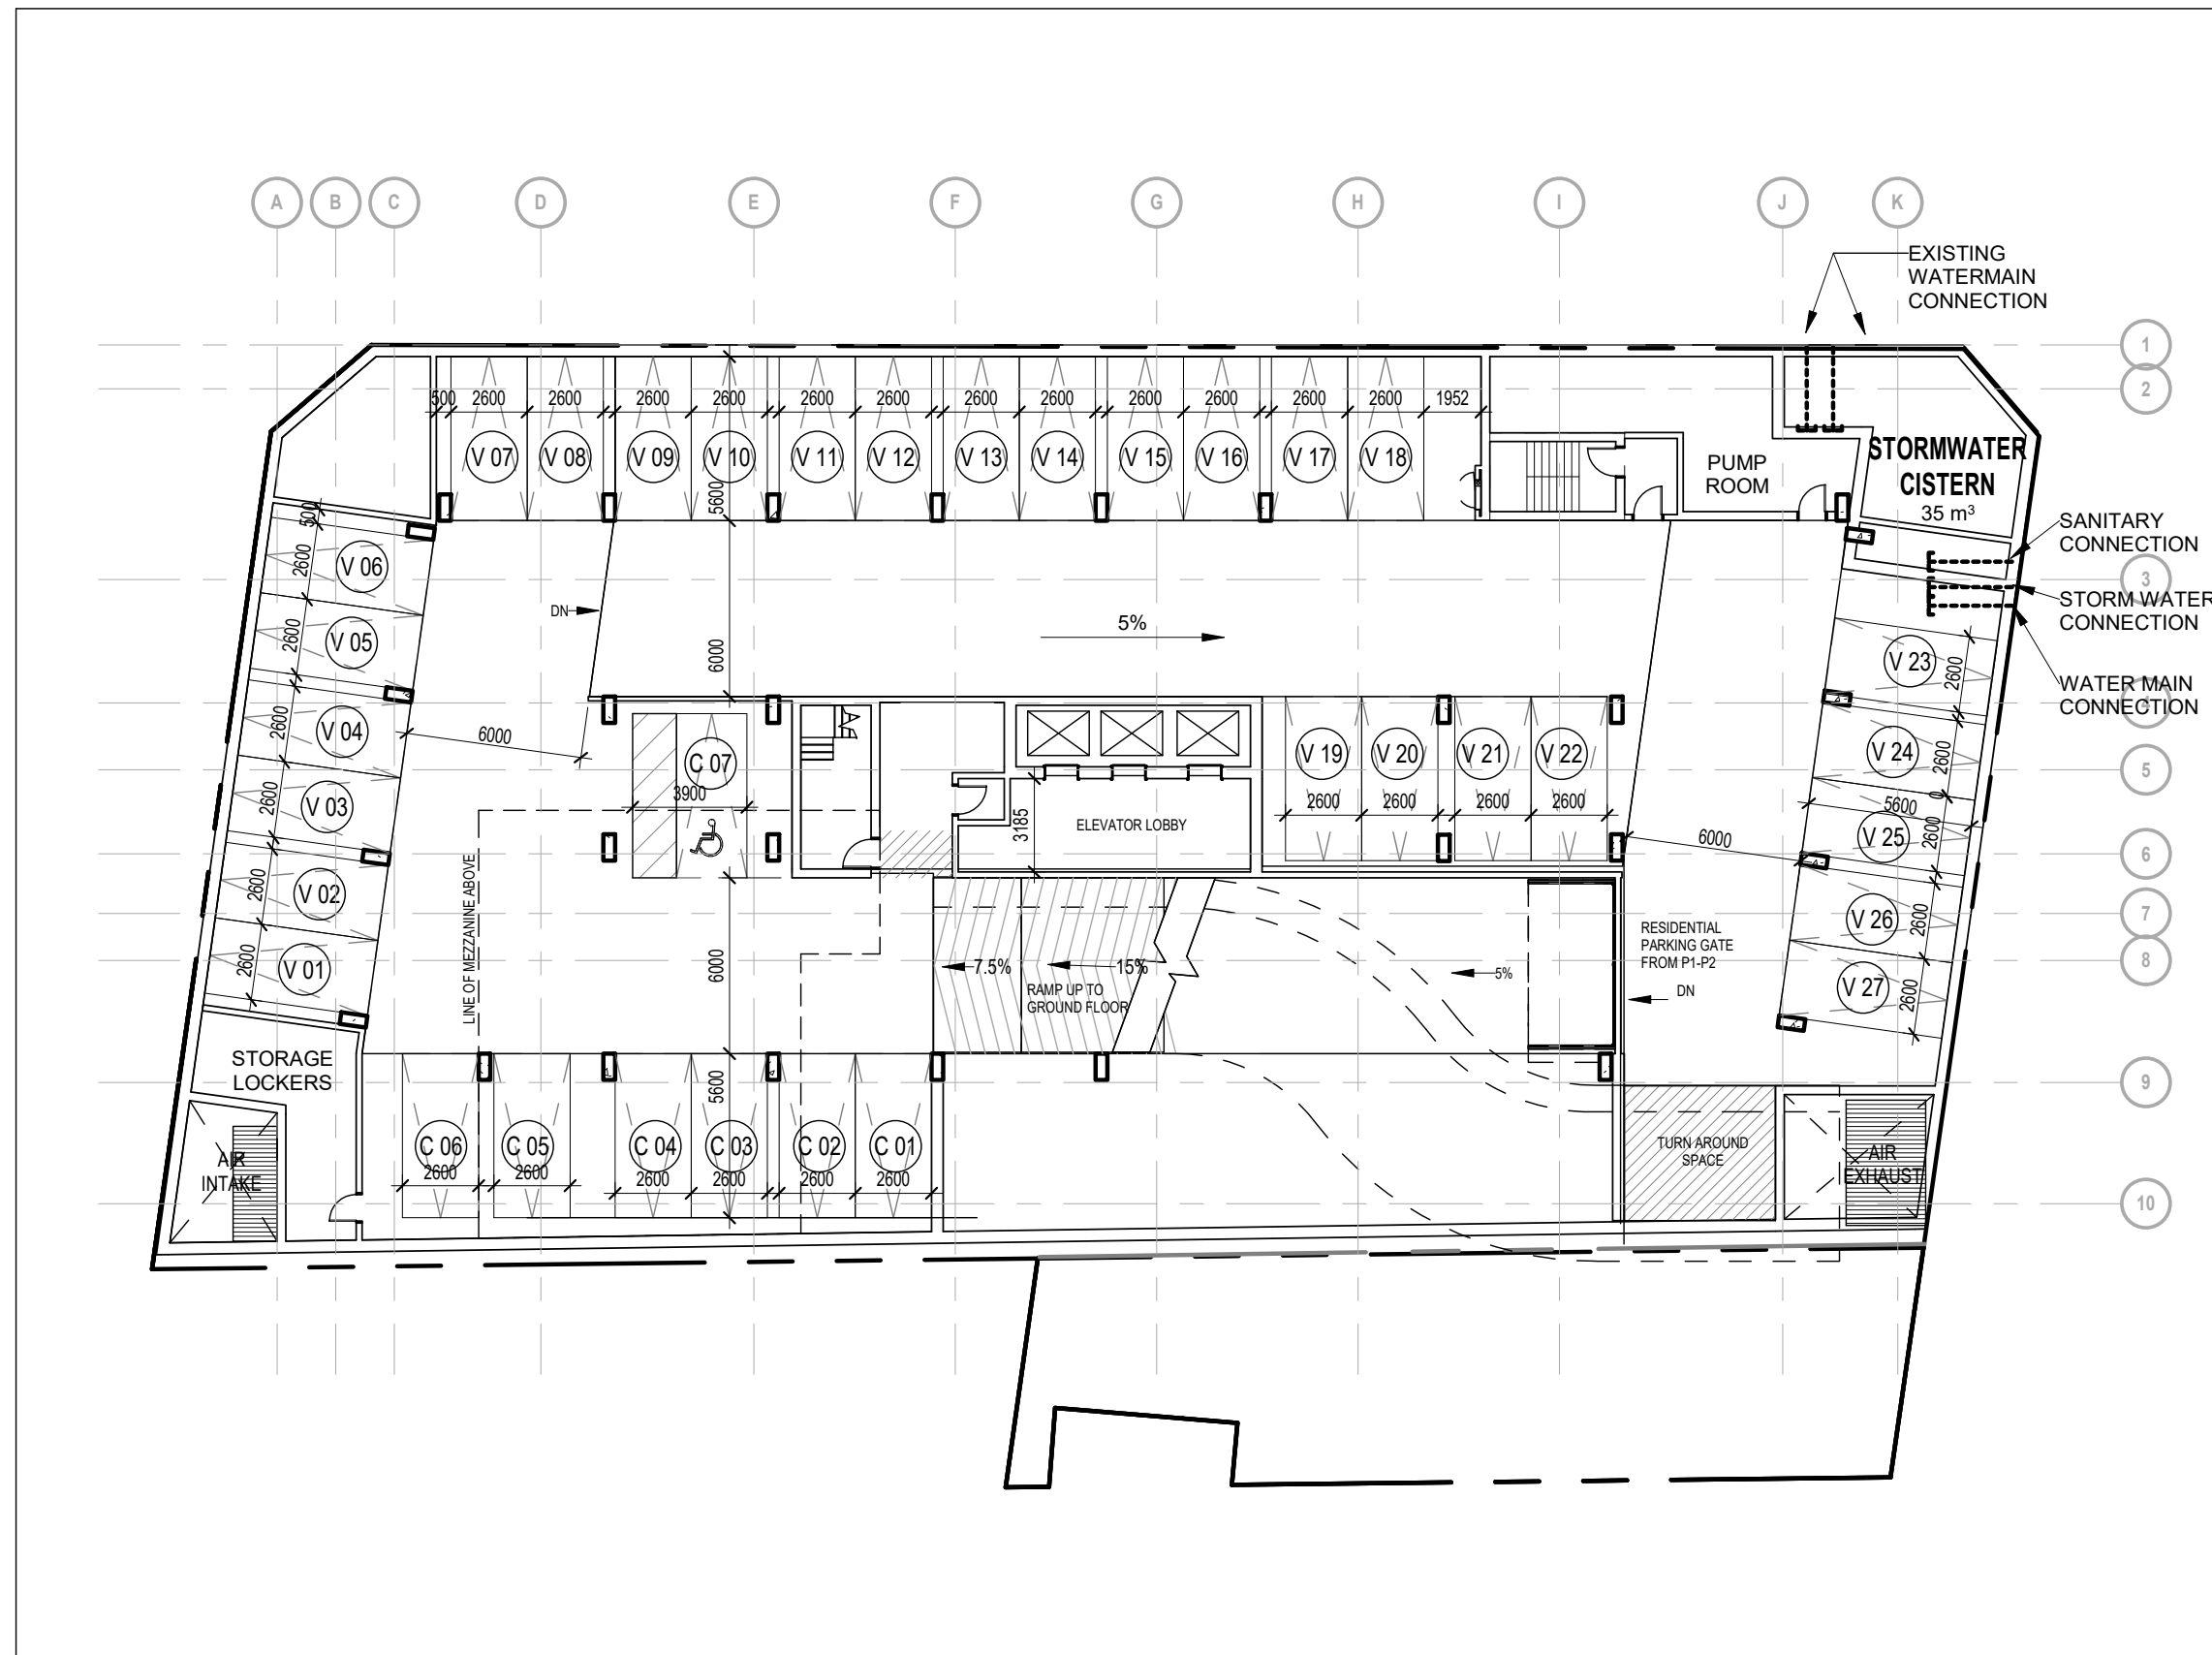 A B C D E F G H I J K
EXISTING
WATERMAIN
CONNECTION
1
2
500 2600 2600 2600 2600 2600 2600 2600 2600 2600 2600 2600 2600 1952
V 07 V 08 V 09 V 10 V 11 V 12 V 13 V 14 V 15 V 16 V 17 V 18
5600
PUMP
ROOM
STORMWATER
CISTERN
35 m³
SANITARY
CONNECTION
3
STORM WATER
CONNECTION
WATER MAIN
CONNECTION
4
500
2600
V 06
2600
V 05
2600
V 04
2600
V 03
2600
V 02
2600
V 01
DN
5%
6000
6000
C 07
3900
LINE OF MEZZANINE ABOVE
3185
ELEVATOR LOBBY
V 19 V 20 V 21 V 22
2600 2600 2600 2600
V 23
2600
V 24
2600
5600
0
V 25
2600
V 26
2600
V 27
2600
6000
5
6
7
8
6000
7.5%
15%
RAMP UP TO
GROUND FLOOR
5%
RESIDENTIAL
PARKING GATE
FROM P1-P2
DN
STORAGE
LOCKERS
AIR
INTAKE
5600
C 06 C 05 C 04 C 03 C 02 C 01
2600 2600 2600 2600 2600 2600
TURN AROUND
SPACE
AIR
EXHAUST
9
10